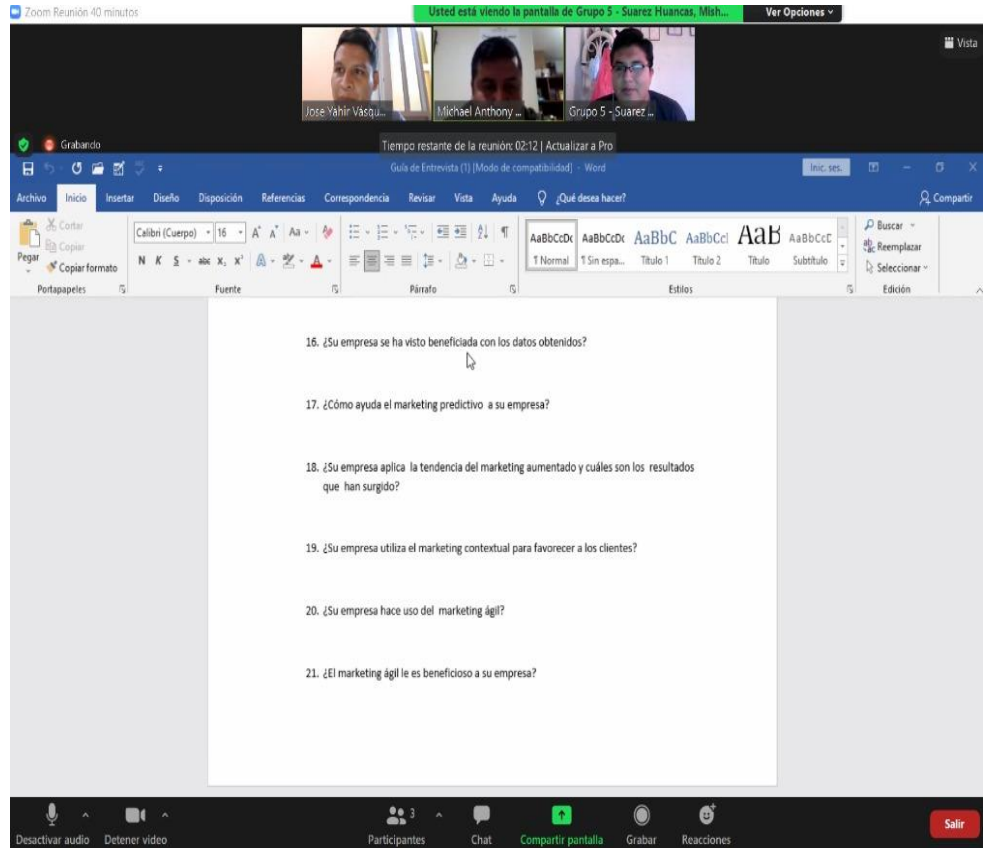 Zoom Reunión 40 minutos
Usted está viendo la pantalla de Grupo 5 - Suarez Huancas, Mish...
Ver Opciones
Vista
Jose Yahir Vásqu...
Michael Anthony ...
Grupo 5 - Suarez ...
Grabando
Tiempo restante de la reunión: 02:12 | Actualizar a Pro
Guía de Entrevista (1) [Modo de compatibilidad] - Word
Inic. ses.
Archivo Inicio Insertar Diseño Disposición Referencias Correspondencia Revisar Vista Ayuda ¿Qué desea hacer? Compartir
Pegar
Cortar
Copiar
Copiar formato
Calibri (Cuerpo) 16
N K S abc X₂ X²
AaBbCcDc AaBbCcDc AaBbC AaBbCcl AaB AaBbCcD
¶ Normal ¶ Sin espa... Título 1 Título 2 Título Subtítulo
Buscar
Reemplazar
Seleccionar
Portapapeles Fuente Párrafo Estilos Edición
16. ¿Su empresa se ha visto beneficiada con los datos obtenidos?
17. ¿Cómo ayuda el marketing predictivo a su empresa?
18. ¿Su empresa aplica la tendencia del marketing aumentado y cuáles son los resultados
que han surgido?
19. ¿Su empresa utiliza el marketing contextual para favorecer a los clientes?
20. ¿Su empresa hace uso del marketing ágil?
21. ¿El marketing ágil le es beneficioso a su empresa?
3
Desactivar audio Detener video Participantes Chat Compartir pantalla Grabar Reacciones
Salir